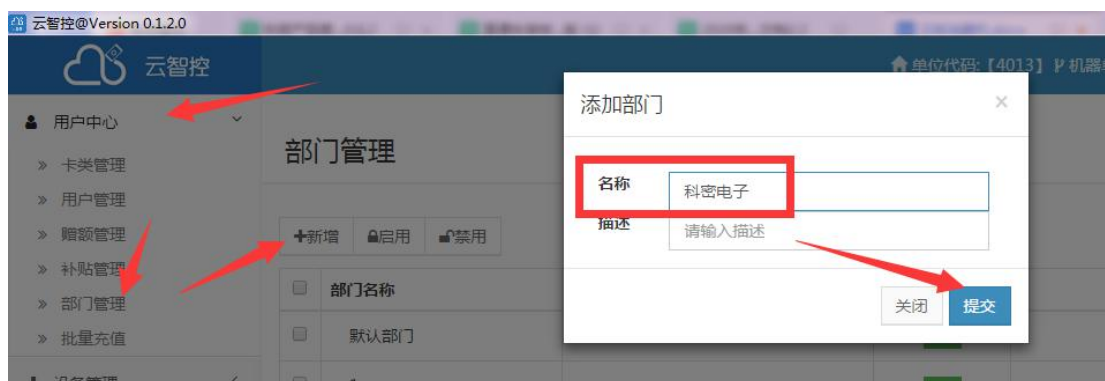 云智控@Version 0.1.2.0
云智控
单位代码:【4013】
机器
用户中心
卡类管理
用户管理
赠额管理
补贴管理
部门管理
批量充值
部门管理
新增
启用
禁用
部门名称
默认部门
添加部门
×
名称
科密电子
描述
请输入描述
关闭
提交